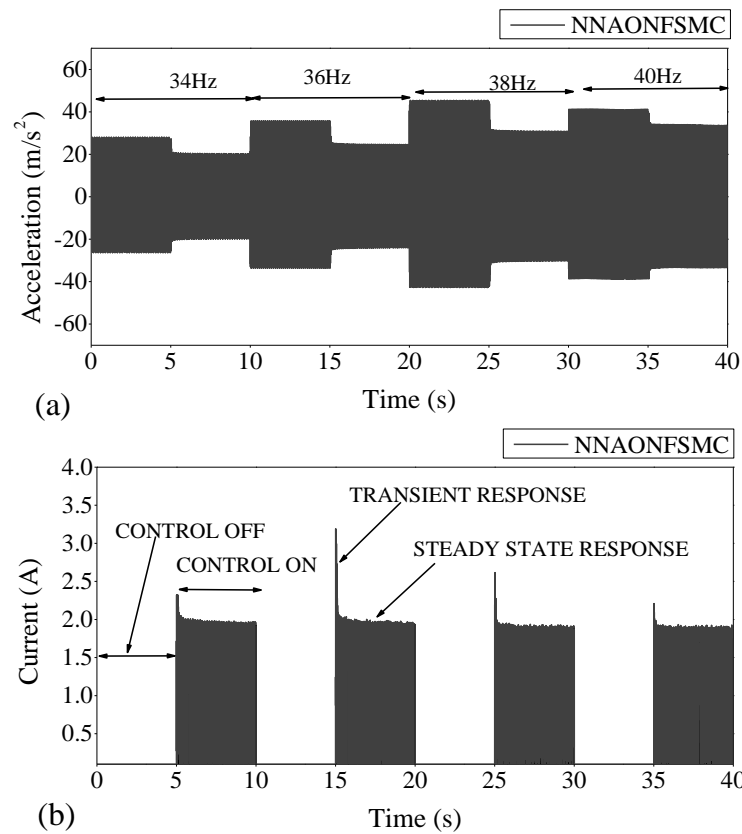 NNAONFSMC
60
34Hz
36Hz
38Hz
40Hz
40
20
0
-20
-40
-60
Acceleration (m/s²)
0 5 10 15 20 25 30 35 40
Time (s)
(a)
NNAONFSMC
4.0
3.5
3.0
2.5
2.0
1.5
1.0
0.5
Current (A)
TRANSIENT RESPONSE
CONTROL OFF
STEADY STATE RESPONSE
CONTROL ON
0 5 10 15 20 25 30 35 40
Time (s)
(b)